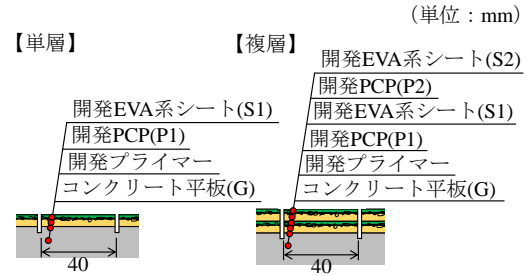 (単位:mm)
【単層】
開発EVA系シート(S1)
開発PCP(P1)
開発プライマー
コンクリート平板(G)
40
【複層】
開発EVA系シート(S2)
開発PCP(P2)
開発EVA系シート(S1)
開発PCP(P1)
開発プライマー
コンクリート平板(G)
40